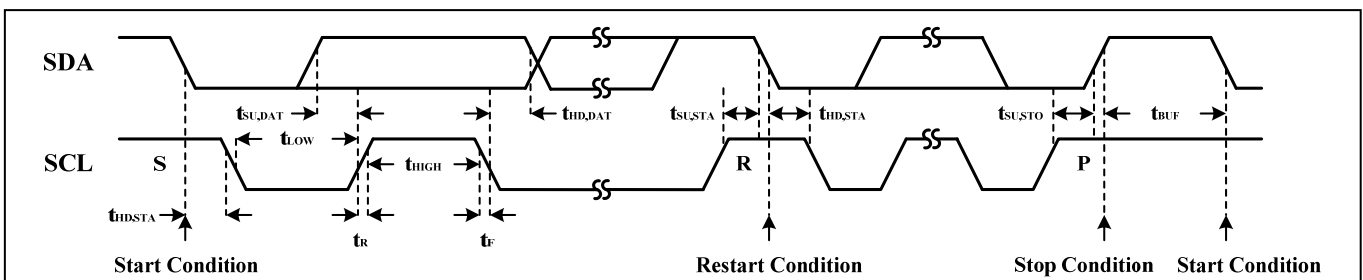 SDA
tSU,DAT tHD,DAT tSU,STA tHD,STA tSU,STO tBUF
tLOW
SCL S tHIGH R P
tHD,STA
tR tF
Start Condition Restart Condition Stop Condition Start Condition